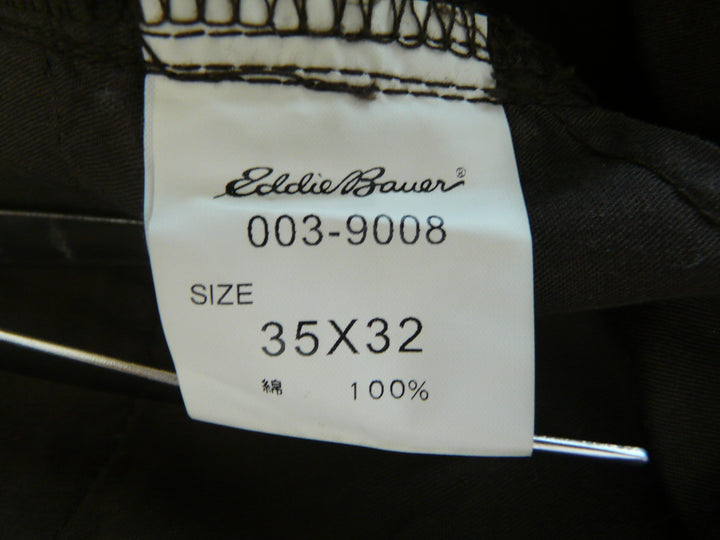 Eddie Bauer®
003-9008
SIZE
35X32
綿 100%